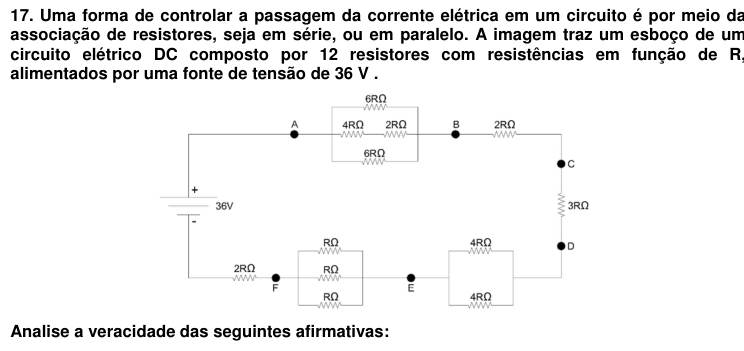 17. Uma forma de controlar a passagem da corrente elétrica em um circuito é por meio da
associação de resistores, seja em série, ou em paralelo. A imagem traz um esboço de um
circuito elétrico DC composto por 12 resistores com resistências em função de R,
alimentados por uma fonte de tensão de 36 V .
6RΩ
A 4RΩ 2RΩ B 2RΩ
6RΩ
C
+
36V 3RΩ
-
RΩ 4RΩ D
2RΩ RΩ
F E
RΩ 4RΩ
Analise a veracidade das seguintes afirmativas: